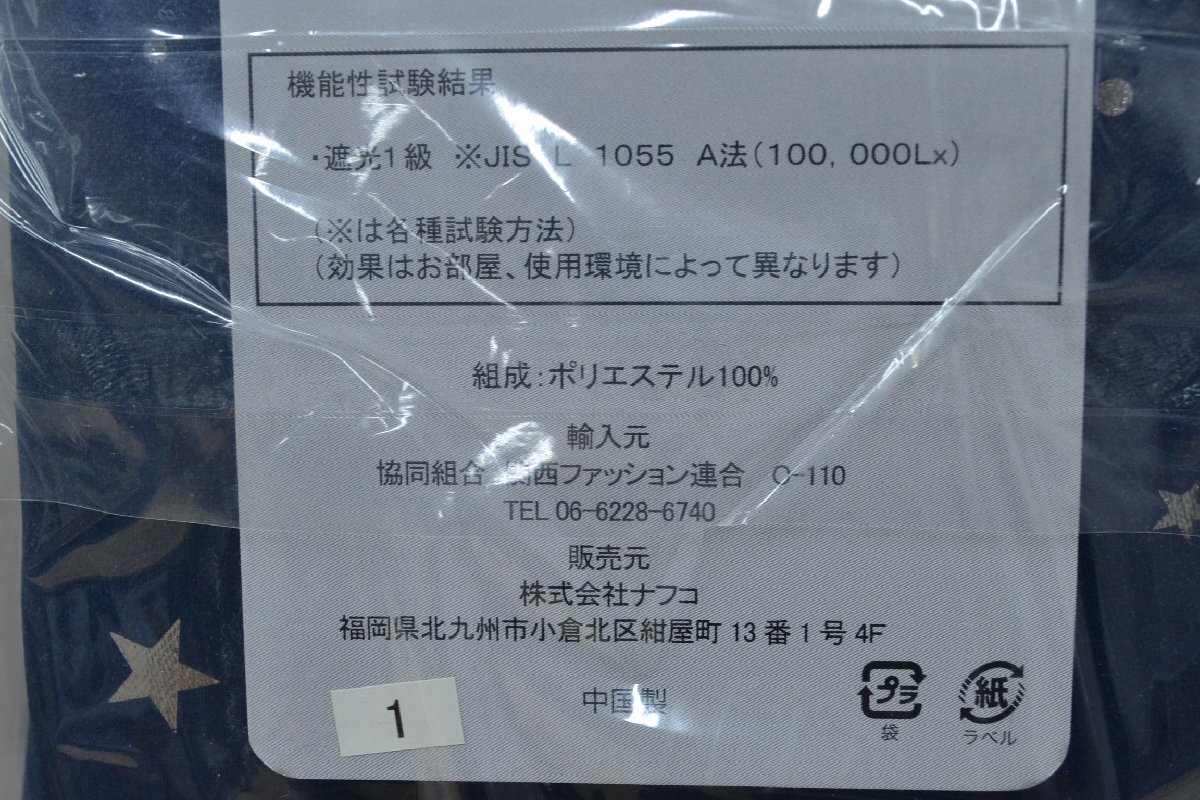 機能性試験結果
・遮光1級 ※JIS L 1055 A法(100,000Lx)
(※は各種試験方法)
(効果はお部屋、使用環境によって異なります)
組成:ポリエステル100%
輸入元
協同組合 関西ファッション連合 O-110
TEL 06-6228-6740
販売元
株式会社ナフコ
福岡県北九州市小倉北区紺屋町13番1号4F
中国製
1
プラ
袋
紙
ラベル